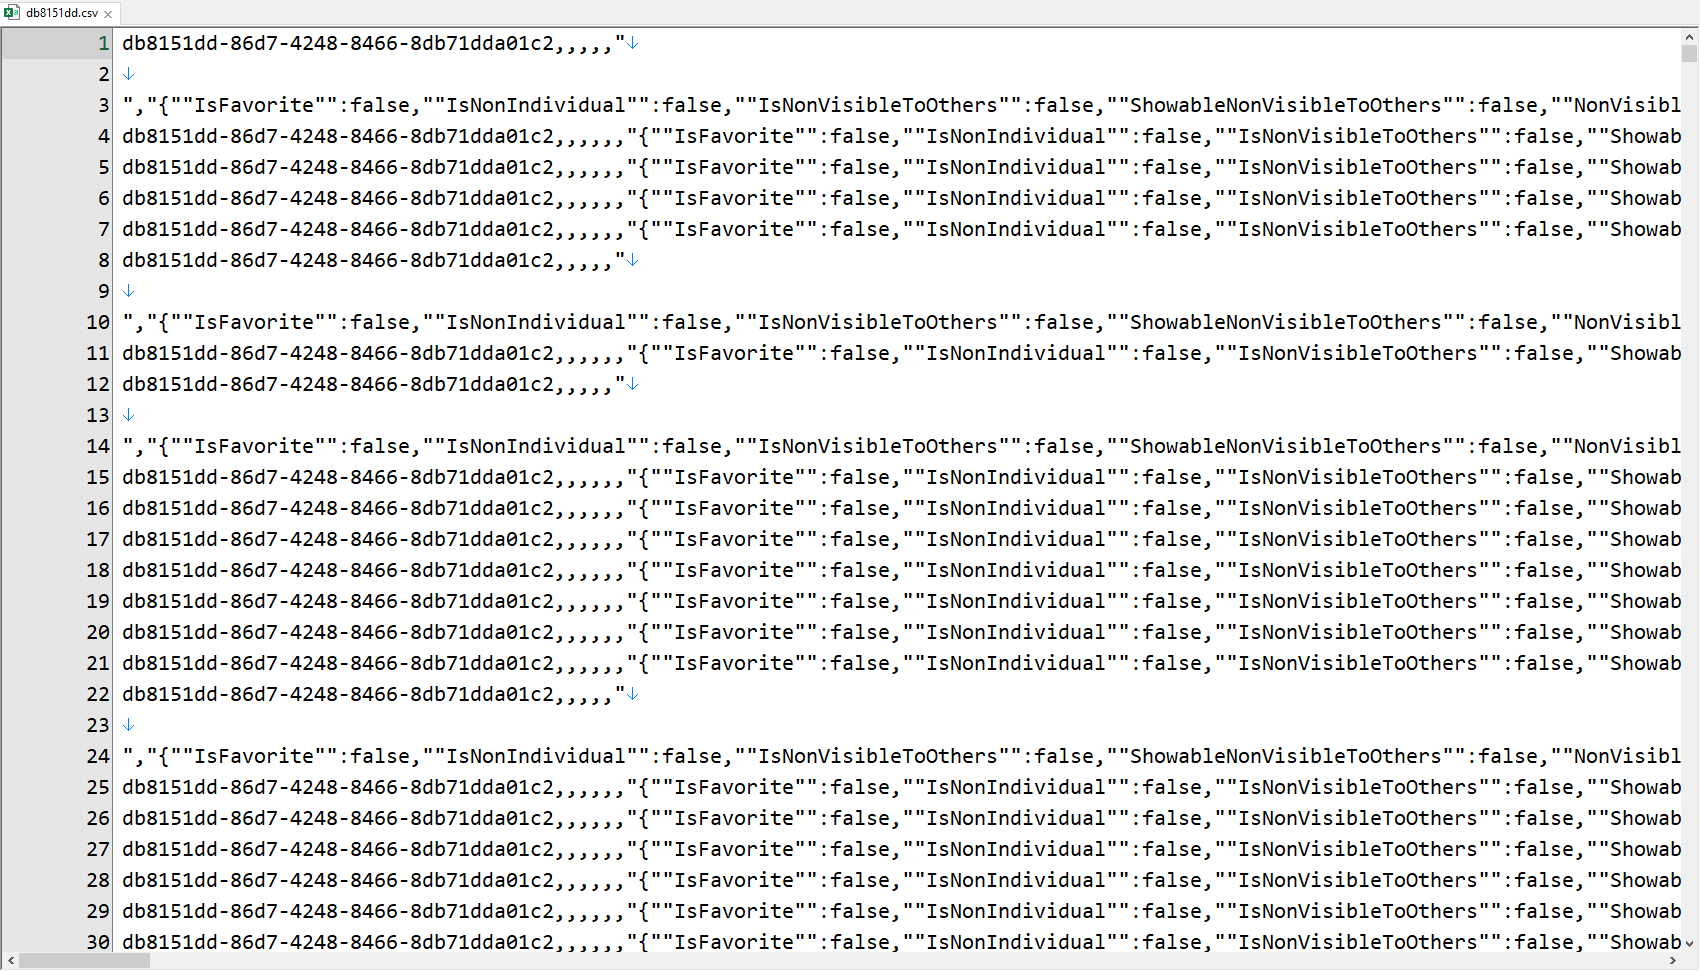 db8151dd.csv
1 db8151dd-86d7-4248-8466-8db71dda01c2,,,,,"↓
2 ↓
3 ","{""IsFavorite"":false,""IsNonIndividual"":false,""IsNonVisibleToOthers"":false,""ShowableNonVisibleToOthers"":false,""NonVisibl
4 db8151dd-86d7-4248-8466-8db71dda01c2,,,,,,"{""IsFavorite"":false,""IsNonIndividual"":false,""IsNonVisibleToOthers"":false,""Showab
5 db8151dd-86d7-4248-8466-8db71dda01c2,,,,,,"{""IsFavorite"":false,""IsNonIndividual"":false,""IsNonVisibleToOthers"":false,""Showab
6 db8151dd-86d7-4248-8466-8db71dda01c2,,,,,,"{""IsFavorite"":false,""IsNonIndividual"":false,""IsNonVisibleToOthers"":false,""Showab
7 db8151dd-86d7-4248-8466-8db71dda01c2,,,,,,"{""IsFavorite"":false,""IsNonIndividual"":false,""IsNonVisibleToOthers"":false,""Showab
8 db8151dd-86d7-4248-8466-8db71dda01c2,,,,,"↓
9 ↓
10 ","{""IsFavorite"":false,""IsNonIndividual"":false,""IsNonVisibleToOthers"":false,""ShowableNonVisibleToOthers"":false,""NonVisibl
11 db8151dd-86d7-4248-8466-8db71dda01c2,,,,,,"{""IsFavorite"":false,""IsNonIndividual"":false,""IsNonVisibleToOthers"":false,""Showab
12 db8151dd-86d7-4248-8466-8db71dda01c2,,,,,"↓
13 ↓
14 ","{""IsFavorite"":false,""IsNonIndividual"":false,""IsNonVisibleToOthers"":false,""ShowableNonVisibleToOthers"":false,""NonVisibl
15 db8151dd-86d7-4248-8466-8db71dda01c2,,,,,,"{""IsFavorite"":false,""IsNonIndividual"":false,""IsNonVisibleToOthers"":false,""Showab
16 db8151dd-86d7-4248-8466-8db71dda01c2,,,,,,"{""IsFavorite"":false,""IsNonIndividual"":false,""IsNonVisibleToOthers"":false,""Showab
17 db8151dd-86d7-4248-8466-8db71dda01c2,,,,,,"{""IsFavorite"":false,""IsNonIndividual"":false,""IsNonVisibleToOthers"":false,""Showab
18 db8151dd-86d7-4248-8466-8db71dda01c2,,,,,,"{""IsFavorite"":false,""IsNonIndividual"":false,""IsNonVisibleToOthers"":false,""Showab
19 db8151dd-86d7-4248-8466-8db71dda01c2,,,,,,"{""IsFavorite"":false,""IsNonIndividual"":false,""IsNonVisibleToOthers"":false,""Showab
20 db8151dd-86d7-4248-8466-8db71dda01c2,,,,,,"{""IsFavorite"":false,""IsNonIndividual"":false,""IsNonVisibleToOthers"":false,""Showab
21 db8151dd-86d7-4248-8466-8db71dda01c2,,,,,,"{""IsFavorite"":false,""IsNonIndividual"":false,""IsNonVisibleToOthers"":false,""Showab
22 db8151dd-86d7-4248-8466-8db71dda01c2,,,,,"↓
23 ↓
24 ","{""IsFavorite"":false,""IsNonIndividual"":false,""IsNonVisibleToOthers"":false,""ShowableNonVisibleToOthers"":false,""NonVisibl
25 db8151dd-86d7-4248-8466-8db71dda01c2,,,,,,"{""IsFavorite"":false,""IsNonIndividual"":false,""IsNonVisibleToOthers"":false,""Showab
26 db8151dd-86d7-4248-8466-8db71dda01c2,,,,,,"{""IsFavorite"":false,""IsNonIndividual"":false,""IsNonVisibleToOthers"":false,""Showab
27 db8151dd-86d7-4248-8466-8db71dda01c2,,,,,,"{""IsFavorite"":false,""IsNonIndividual"":false,""IsNonVisibleToOthers"":false,""Showab
28 db8151dd-86d7-4248-8466-8db71dda01c2,,,,,,"{""IsFavorite"":false,""IsNonIndividual"":false,""IsNonVisibleToOthers"":false,""Showab
29 db8151dd-86d7-4248-8466-8db71dda01c2,,,,,,"{""IsFavorite"":false,""IsNonIndividual"":false,""IsNonVisibleToOthers"":false,""Showab
30 db8151dd-86d7-4248-8466-8db71dda01c2,,,,,,"{""IsFavorite"":false,""IsNonIndividual"":false,""IsNonVisibleToOthers"":false,""Showab